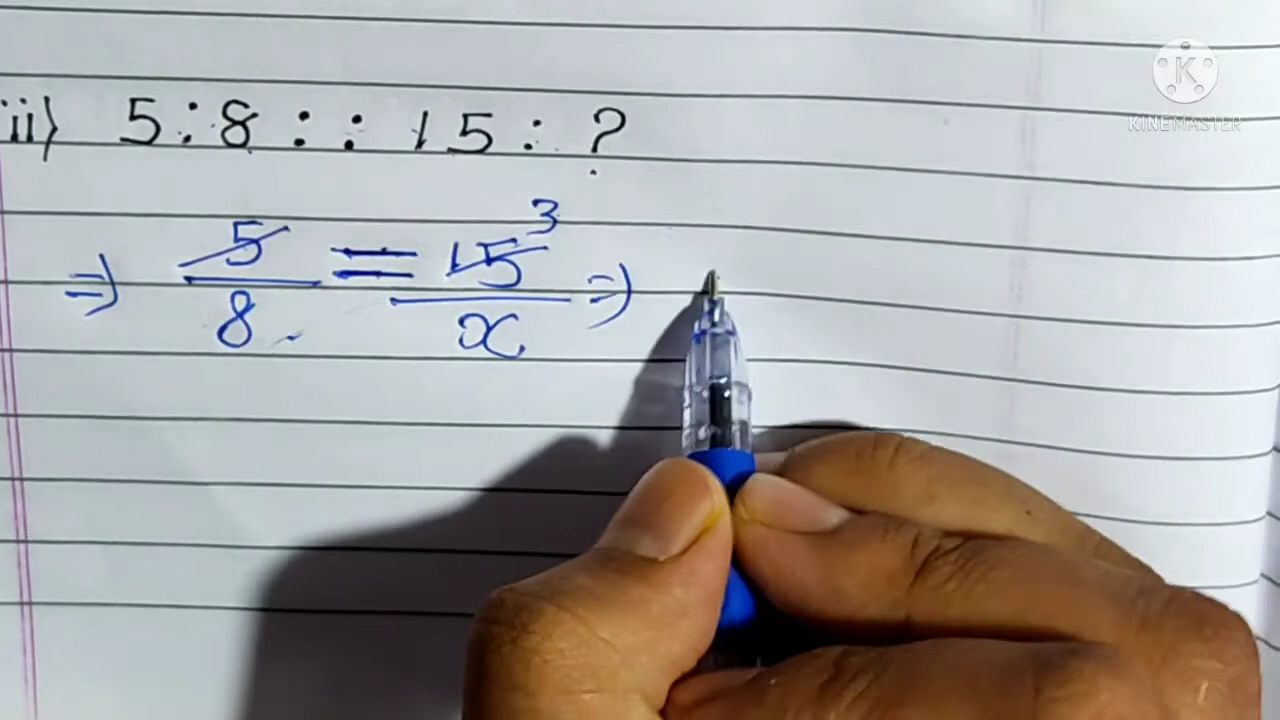 ii) 5:8 :: 15: ?
⇒ 5/8 = 15/x ⇒ 3
K
KINEMASTER